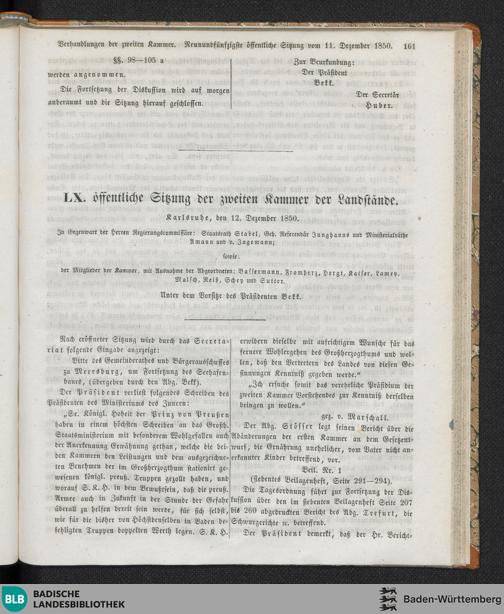 Verhandlungen der zweiten Kammer. Neunundfünfzigste öffentliche Sitzung vom 11. Dezember 1850. 161
§§. 98—105 a
werden angenommen.
Die Fortsetzung der Diskussion wird auf morgen
anberaumt und die Sitzung hierauf geschlossen.
Zur Beurkundung:
Der Präsident
Bekk.
Der Secretär
Huber.
LX. öffentliche Sitzung der zweiten Kammer der Landstände.
Karlsruhe, den 12. Dezember 1850.
In Gegenwart der Herren Regierungscommissäre: Staatsrath Stabel, Geh. Referendär Junghanns und Ministerialräthe
Amann und v. Jagemann;
sowie:
der Mitglieder der Kammer, mit Ausnahme der Abgeordneten: Bassermann, Fromherz, Hergt, Kaiser, Lamey,
Malsch, Reiß, Schey und Sutter.
Unter dem Vorsitze des Präsidenten Bekk.
Nach eröffneter Sitzung wird durch das Secreta-
riat folgende Eingabe angezeigt:
Bitte des Gemeinderathes und Bürgerausschusses
zu Meersburg, um Fortsetzung des Seehafen-
baues, (übergeben durch den Abg. Bekk).
Der Präsident verliest folgendes Schreiben des
Präsidenten des Ministeriums des Innern:
„Se. Königl. Hoheit der Prinz von Preußen
haben in einem höchsten Schreiben an das Großh.
Staatsministerium mit besonderem Wohlgefallen auch
der Anerkennung Erwähnung gethan, welche die bei-
den Kammern den Leistungen und dem ausgezeichne-
ten Benehmen der im Großherzogthum stationirt ge-
wesenen königl. preuß. Truppen gezollt haben, und
worauf S. K. H. in dem Bewußtsein, daß die preuß.
Armee auch in Zukunft in der Stunde der Gefahr
überall zu helfen bereit sein werde, für sich selbst,
wie für die bisher von Höchstdenselben in Baden be-
fehligten Truppen doppelten Werth legen. S. K. H.
erwidern dieselbe mit aufrichtigem Wunsche für das
fernere Wohlergehen des Großherzogthums und wol-
len, daß den Vertretern des Landes von diesen Ge-
sinnungen Kenntniß gegeben werde.“
„Ich ersuche somit das verehrliche Präsidium der
zweiten Kammer Vorstehendes zur Kenntniß derselben
bringen zu wollen.“
gez. v. Marschall.
Der Abg. Stösser legt seinen Bericht über die
Abänderungen der ersten Kammer an dem Gesetzent-
wurf, die Ernährung unehelicher, vom Vater nicht an-
erkannter Kinder betreffend, vor.
Beil. Nr. 1
(siebentes Beilagenheft, Seite 291—294).
Die Tagesordnung führt zur Fortsetzung der Dis-
kussion über den im siebenten Beilagenheft Seite 207
bis 260 abgedruckten Bericht des Abg. Trefurt, die
Schwurgerichte u. betreffend.
Der Präsident bemerkt, daß der Hr. Bericht-
BLB BADISCHE
LANDESBIBLIOTHEK
Baden-Württemberg